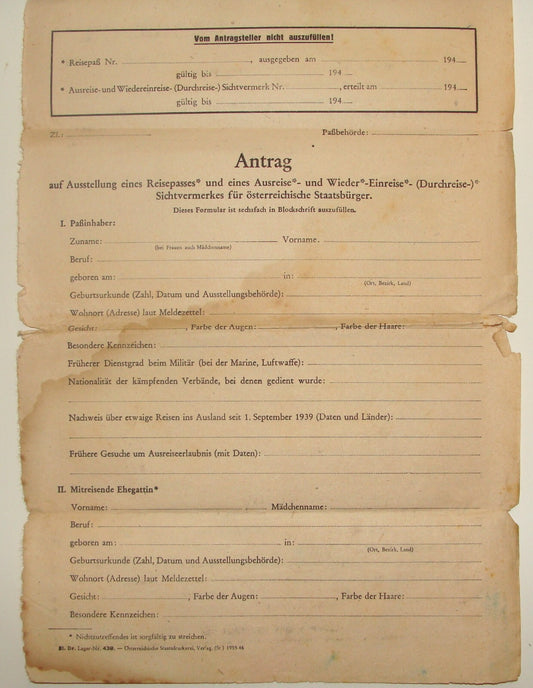 Vom Antragsteller nicht auszufüllen!
* Reisepaß Nr. , ausgegeben am 194
gültig bis 194
* Ausreise- und Wiedereinreise- (Durchreise-) Sichtvermerk Nr. , erteilt am 194
gültig bis 194
Zl.: Paßbehörde:
Antrag
auf Ausstellung eines Reisepasses* und eines Ausreise*- und Wieder*-Einreise*- (Durchreise-)*
Sichtvermerkes für österreichische Staatsbürger.
Dieses Formular ist sechsfach in Blockschrift auszufüllen.
I. Paßinhaber:
Zuname: Vorname.
(bei Frauen auch Mädchenname)
Beruf:
geboren am: in:
(Ort, Bezirk, Land)
Geburtsurkunde (Zahl, Datum und Ausstellungsbehörde):
Wohnort (Adresse) laut Meldezettel:
Gesicht: , Farbe der Augen: , Farbe der Haare:
Besondere Kennzeichen:
Früherer Dienstgrad beim Militär (bei der Marine, Luftwaffe):
Nationalität der kämpfenden Verbände, bei denen gedient wurde:
Nachweis über etwaige Reisen ins Ausland seit 1. September 1939 (Daten und Länder):
Frühere Gesuche um Ausreiseerlaubnis (mit Daten):
II. Mitreisende Ehegattin*
Vorname: Mädchenname:
Beruf:
geboren am: in:
(Ort, Bezirk, Land)
Geburtsurkunde (Zahl, Datum und Ausstellungsbehörde):
Wohnort (Adresse) laut Meldezettel:
Gesicht: , Farbe der Augen: , Farbe der Haare:
Besondere Kennzeichen:
* Nichtzutreffendes ist sorgfältig zu streichen.
St. Dr. Lager-Nr. 430. — Österreichische Staatsdruckerei, Verlag. (St.) 1935 46